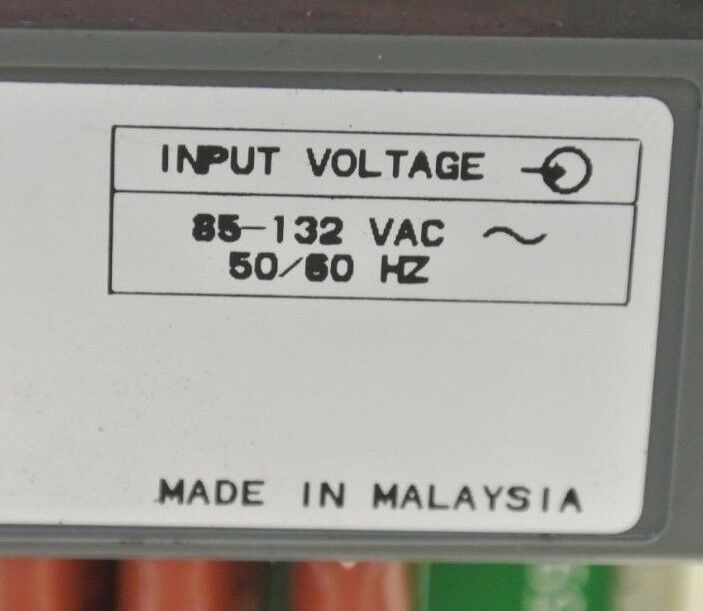 INPUT VOLTAGE
85-132 VAC ~
50/60 HZ
MADE IN MALAYSIA